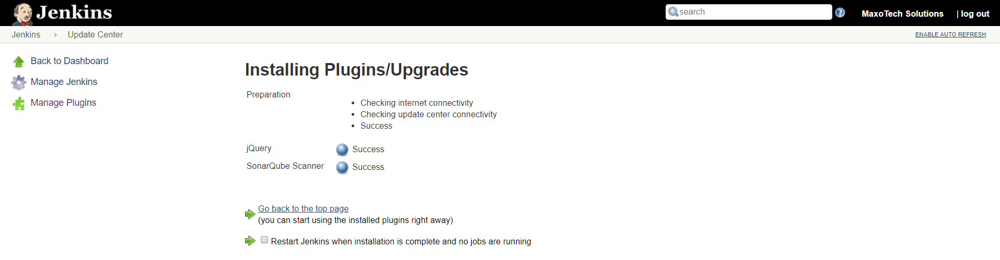 Jenkins
search
?
MaxoTech Solutions
| log out
Jenkins
Update Center
ENABLE AUTO REFRESH
Back to Dashboard
Manage Jenkins
Manage Plugins
Installing Plugins/Upgrades
Preparation
• Checking internet connectivity
• Checking update center connectivity
• Success
jQuery
Success
SonarQube Scanner
Success
Go back to the top page
(you can start using the installed plugins right away)
Restart Jenkins when installation is complete and no jobs are running